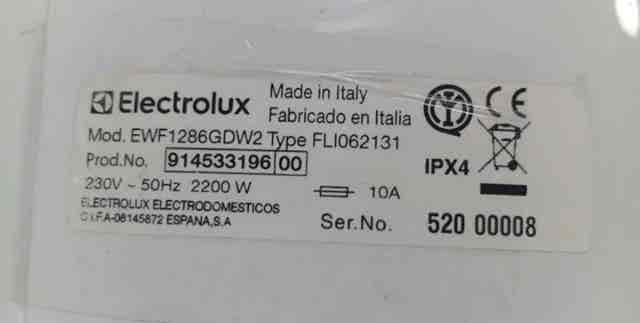 Electrolux Made in Italy
Fabricado en Italia
Mod. EWF1286GDW2 Type FLI062131
Prod.No. 914533196 00
IPX4
230V ~ 50Hz 2200 W 10A
ELECTROLUX ELECTRODOMESTICOS
C.I.F.A-08145872 ESPANA,S.A
Ser.No. 520 00008